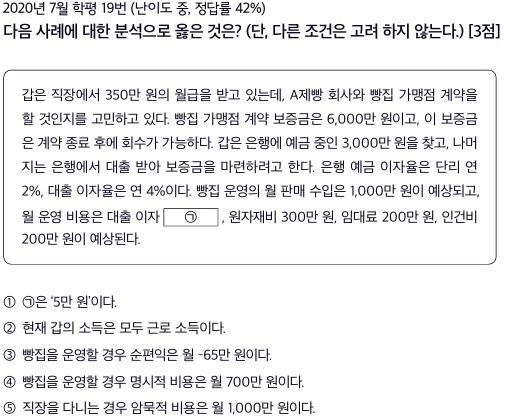 2020년 7월 학평 19번 (난이도 중, 정답률 42%)
다음 사례에 대한 분석으로 옳은 것은? (단, 다른 조건은 고려 하지 않는다.) [3점]
갑은 직장에서 350만 원의 월급을 받고 있는데, A제빵 회사와 빵집 가맹점 계약을
할 것인지를 고민하고 있다. 빵집 가맹점 계약 보증금은 6,000만 원이고, 이 보증금
은 계약 종료 후에 회수가 가능하다. 갑은 은행에 예금 중인 3,000만 원을 찾고, 나머
지는 은행에서 대출 받아 보증금을 마련하려고 한다. 은행 예금 이자율은 단리 연
2%, 대출 이자율은 연 4%이다. 빵집 운영의 월 판매 수입은 1,000만 원이 예상되고,
월 운영 비용은 대출 이자 ㉠ , 원자재비 300만 원, 임대료 200만 원, 인건비
200만 원이 예상된다.
① ㉠은 ‘5만 원’이다.
② 현재 갑의 소득은 모두 근로 소득이다.
③ 빵집을 운영할 경우 순편익은 월 -65만 원이다.
④ 빵집을 운영할 경우 명시적 비용은 월 700만 원이다.
⑤ 직장을 다니는 경우 암묵적 비용은 월 1,000만 원이다.